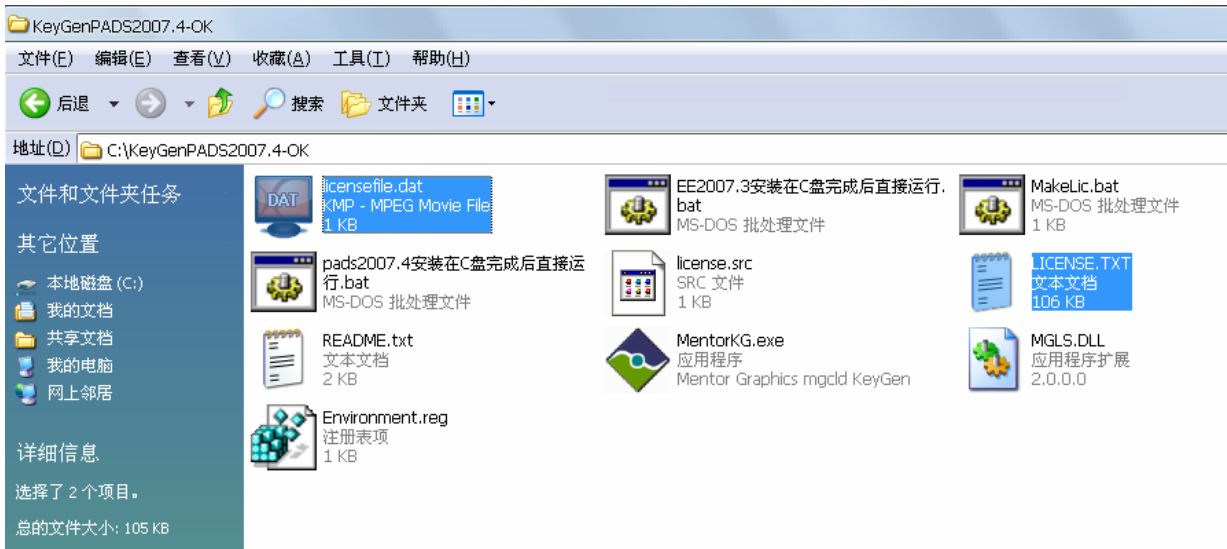 KeyGenPADS2007.4-OK
文件(F) 编辑(E) 查看(V) 收藏(A) 工具(T) 帮助(H)
后退 搜索 文件夹
地址(D) C:\KeyGenPADS2007.4-OK
文件和文件夹任务
其它位置
本地磁盘 (C:)
我的文档
共享文档
我的电脑
网上邻居
详细信息
选择了 2 个项目。
总的文件大小: 105 KB
DAT
licensefile.dat
KMP - MPEG Movie File
1 KB
EE2007.3安装在C盘完成后直接运行.
bat
MS-DOS 批处理文件
MakeLic.bat
MS-DOS 批处理文件
1 KB
pads2007.4安装在C盘完成后直接运
行.bat
MS-DOS 批处理文件
license.src
SRC 文件
1 KB
LICENSE.TXT
文本文档
106 KB
README.txt
文本文档
2 KB
MentorKG.exe
应用程序
Mentor Graphics mgcld KeyGen
MGLS.DLL
应用程序扩展
2.0.0.0
Environment.reg
注册表项
1 KB